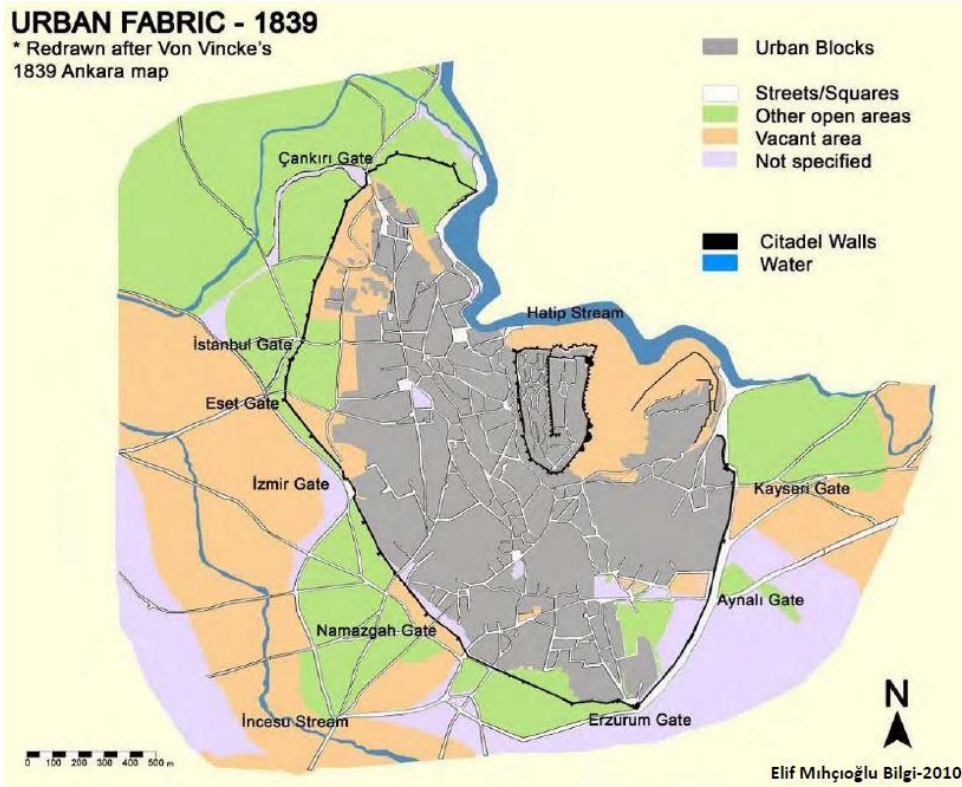 URBAN FABRIC - 1839
* Redrawn after Von Vincke's
1839 Ankara map
Urban Blocks
Streets/Squares
Other open areas
Vacant area
Not specified
Citadel Walls
Water
Çankırı Gate
Hatip Stream
İstanbul Gate
Eset Gate
İzmir Gate
Kayseri Gate
Aynalı Gate
Namazgah Gate
İncesu Stream
Erzurum Gate
N
0 100 200 300 400 500 m
Elif Mıhçıoğlu Bilgi-2010